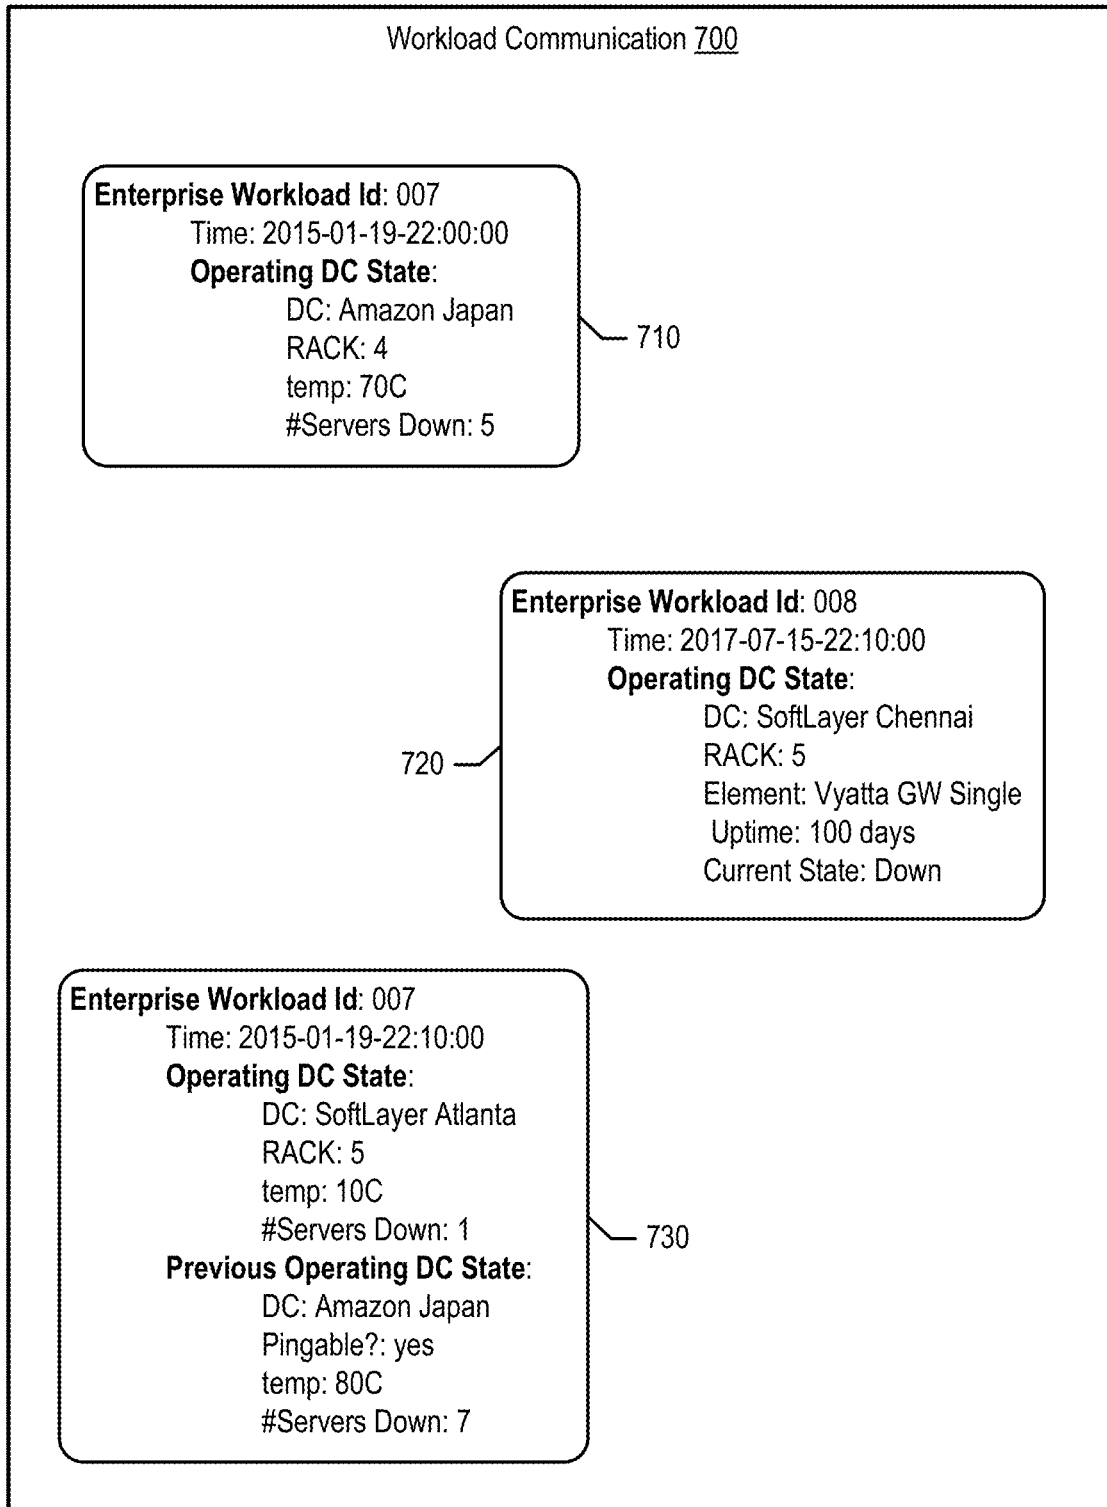 Workload Communication 700
Enterprise Workload Id: 007
Time: 2015-01-19-22:00:00
Operating DC State:
DC: Amazon Japan
RACK: 4
temp: 70C
#Servers Down: 5
710
Enterprise Workload Id: 008
Time: 2017-07-15-22:10:00
Operating DC State:
DC: SoftLayer Chennai
RACK: 5
Element: Vyatta GW Single
Uptime: 100 days
Current State: Down
720
Enterprise Workload Id: 007
Time: 2015-01-19-22:10:00
Operating DC State:
DC: SoftLayer Atlanta
RACK: 5
temp: 10C
#Servers Down: 1
Previous Operating DC State:
DC: Amazon Japan
Pingable?: yes
temp: 80C
#Servers Down: 7
730